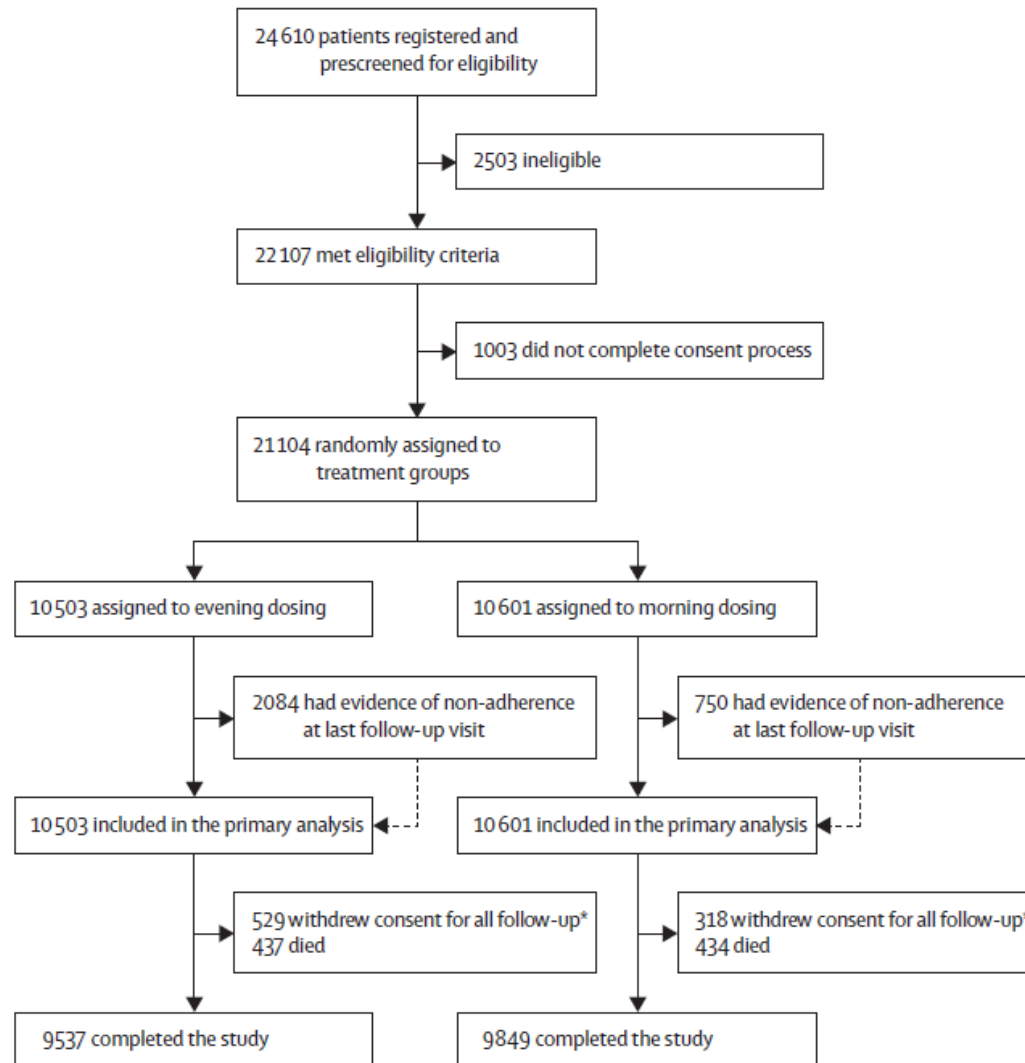 24 610 patients registered and
prescreened for eligibility
2503 ineligible
22 107 met eligibility criteria
1003 did not complete consent process
21 104 randomly assigned to
treatment groups
10 503 assigned to evening dosing
10 601 assigned to morning dosing
2084 had evidence of non-adherence
at last follow-up visit
750 had evidence of non-adherence
at last follow-up visit
10 503 included in the primary analysis
10 601 included in the primary analysis
529 withdrew consent for all follow-up*
437 died
318 withdrew consent for all follow-up*
434 died
9537 completed the study
9849 completed the study